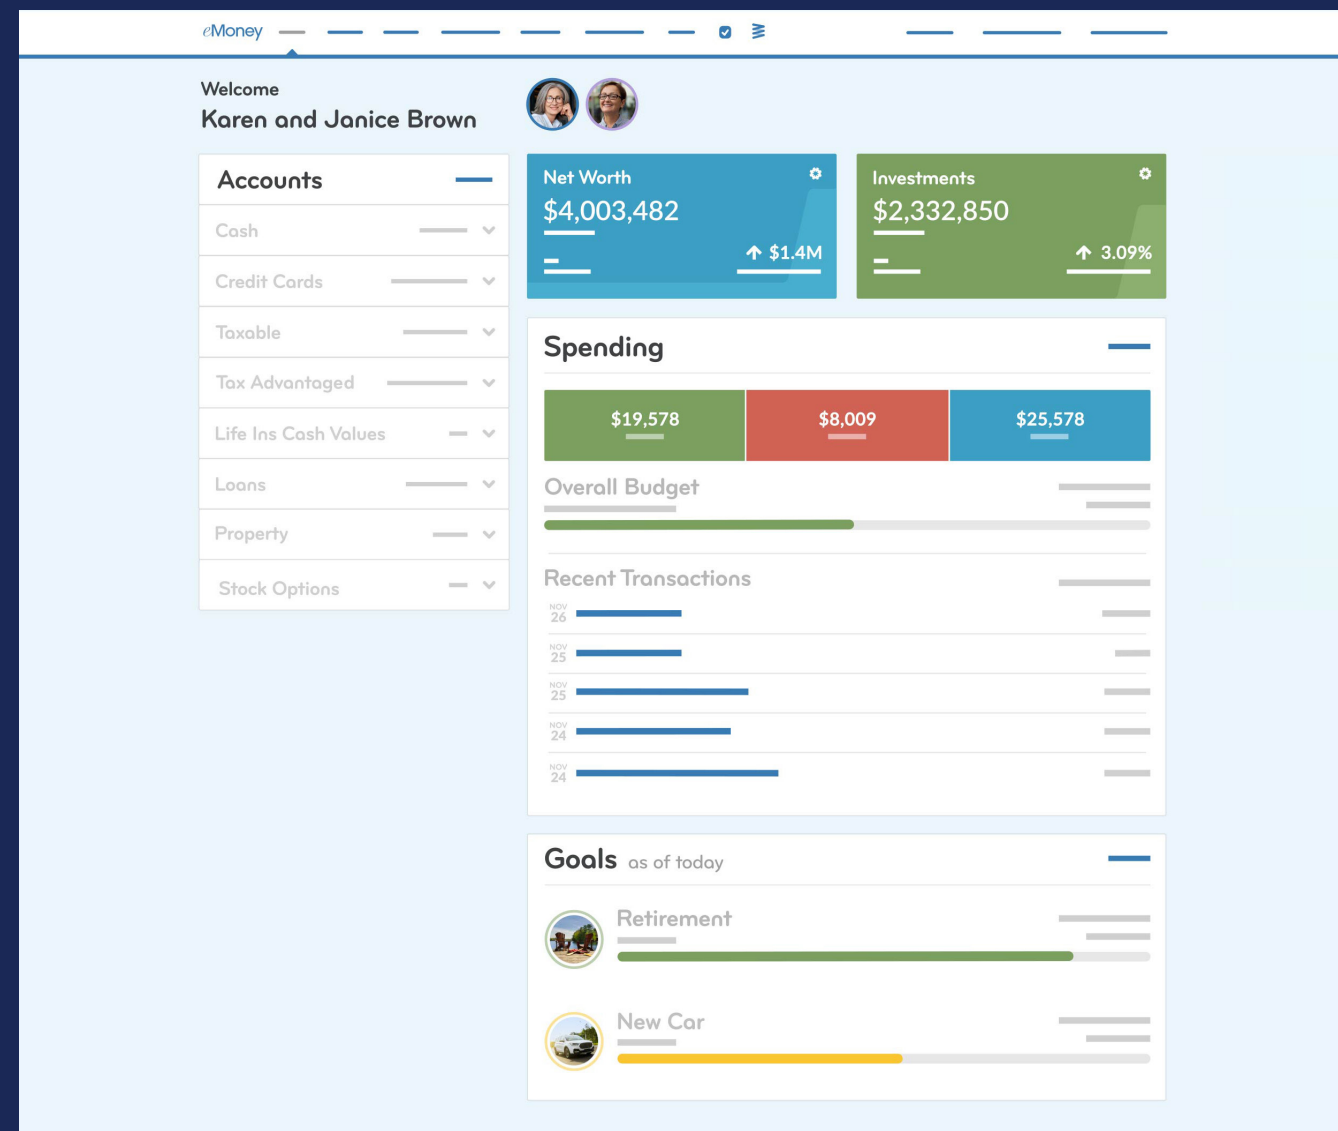 eMoney
Welcome
Karen and Janice Brown
Accounts
Cash
Credit Cards
Taxable
Tax Advantaged
Life Ins Cash Values
Loans
Property
Stock Options
Net Worth
$4,003,482
$1.4M
Investments
$2,332,850
3.09%
Spending
$19,578
$8,009
$25,578
Overall Budget
Recent Transactions
NOV
26
NOV
25
NOV
25
NOV
24
NOV
24
Goals as of today
Retirement
New Car